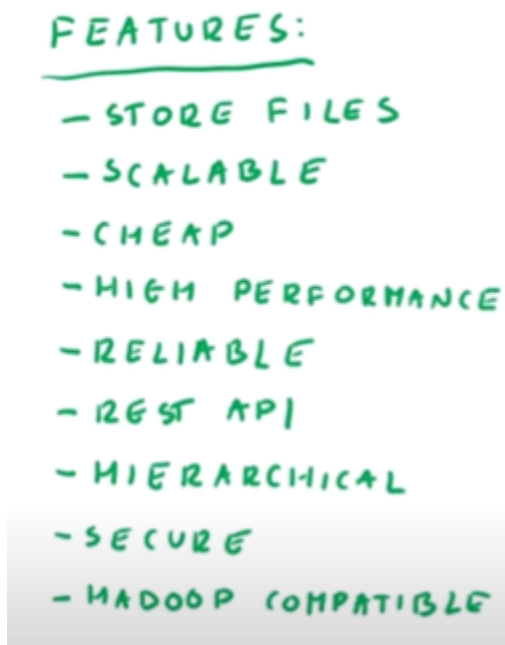 FEATURES:
- STORE FILES
- SCALABLE
- CHEAP
- HIGH PERFORMANCE
- RELIABLE
- REST API
- HIERARCHICAL
- SECURE
- HADOOP COMPATIBLE